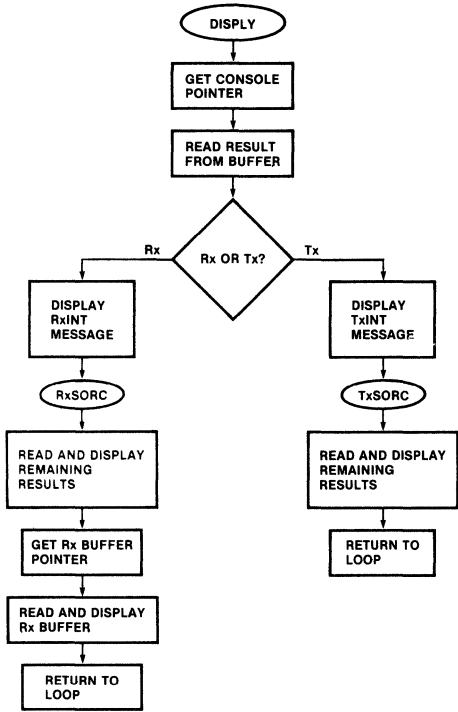 DISPLY
GET CONSOLE
POINTER
READ RESULT
FROM BUFFER
Rx OR Tx?
Rx
Tx
DISPLAY
RxINT
MESSAGE
RxSORC
READ AND DISPLAY
REMAINING
RESULTS
GET Rx BUFFER
POINTER
READ AND DISPLAY
Rx BUFFER
RETURN TO
LOOP
DISPLAY
TxINT
MESSAGE
TxSORC
READ AND DISPLAY
REMAINING
RESULTS
RETURN TO
LOOP